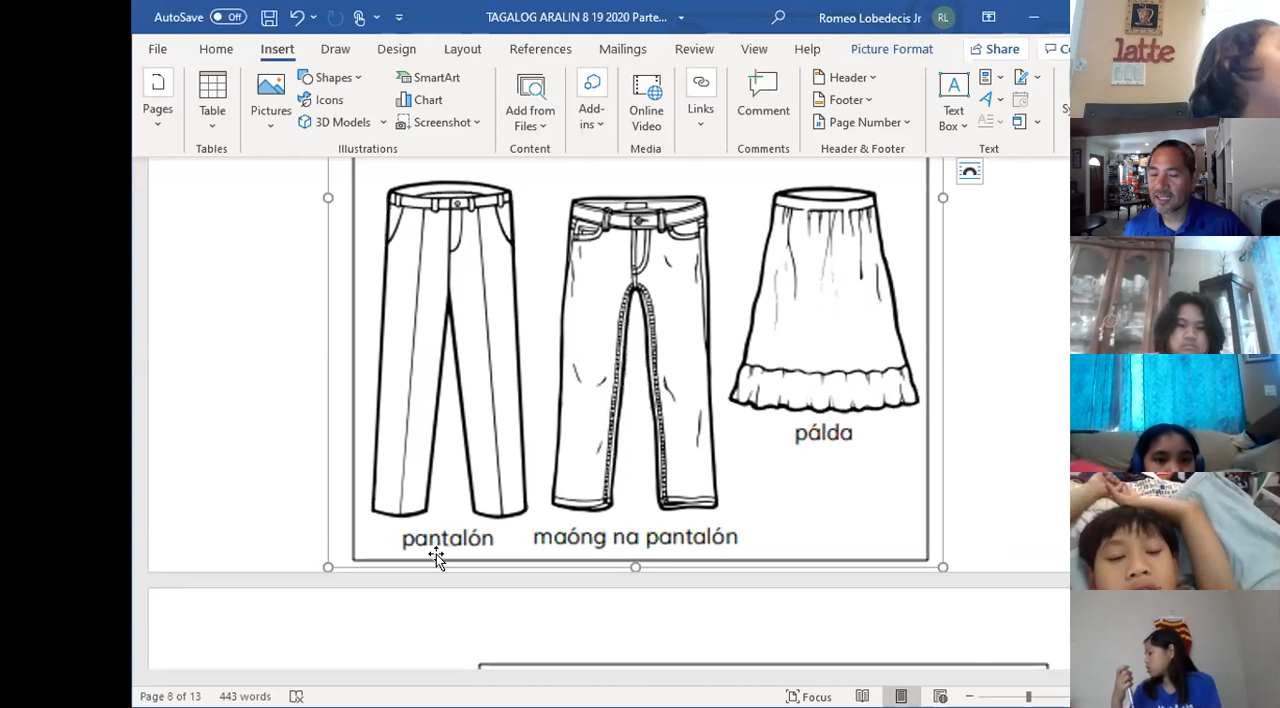 AutoSave Off TAGALOG ARALIN 8 19 2020 Parte... Romeo Lobedecis Jr RL
File Home Insert Draw Design Layout References Mailings Review View Help Picture Format Share
Pages
Table
Tables
Pictures
Shapes
Icons
3D Models
SmartArt
Chart
Screenshot
Illustrations
Add from
Files
Content
Add-
ins
Online
Video
Media
Links
Comment
Comments
Header
Footer
Page Number
Header & Footer
Text
Box
Text
latte
pálda
pantalón maóng na pantalón
Page 8 of 13 443 words Focus